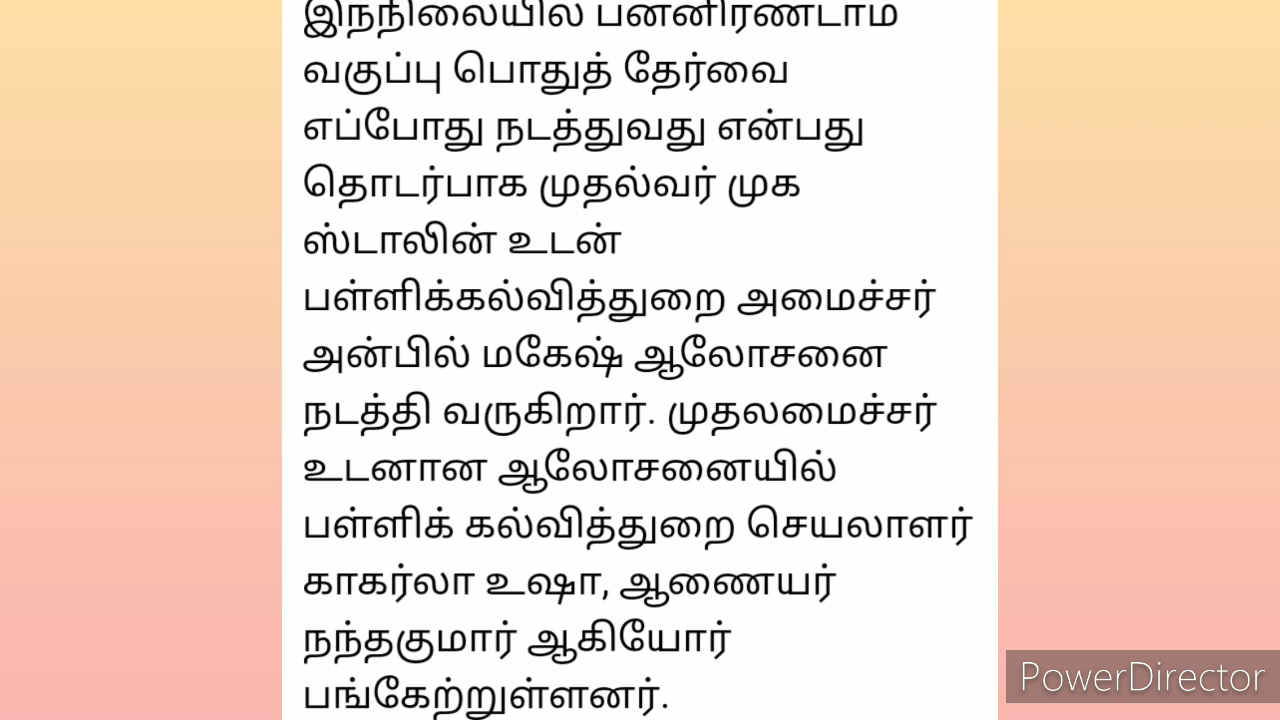 இந்நிலையில் பன்னிரண்டாம்
வகுப்பு பொதுத் தேர்வை
எப்போது நடத்துவது என்பது
தொடர்பாக முதல்வர் முக
ஸ்டாலின் உடன்
பள்ளிக்கல்வித்துறை அமைச்சர்
அன்பில் மகேஷ் ஆலோசனை
நடத்தி வருகிறார். முதலமைச்சர்
உடனான ஆலோசனையில்
பள்ளிக் கல்வித்துறை செயலாளர்
காகர்லா உஷா, ஆணையர்
நந்தகுமார் ஆகியோர்
பங்கேற்றுள்ளனர்.
PowerDirector